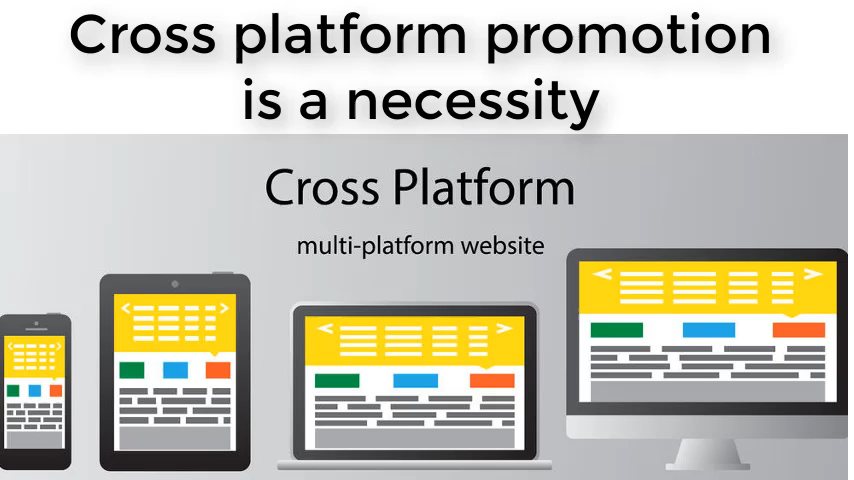 Cross platform promotion
is a necessity
Cross Platform
multi-platform website